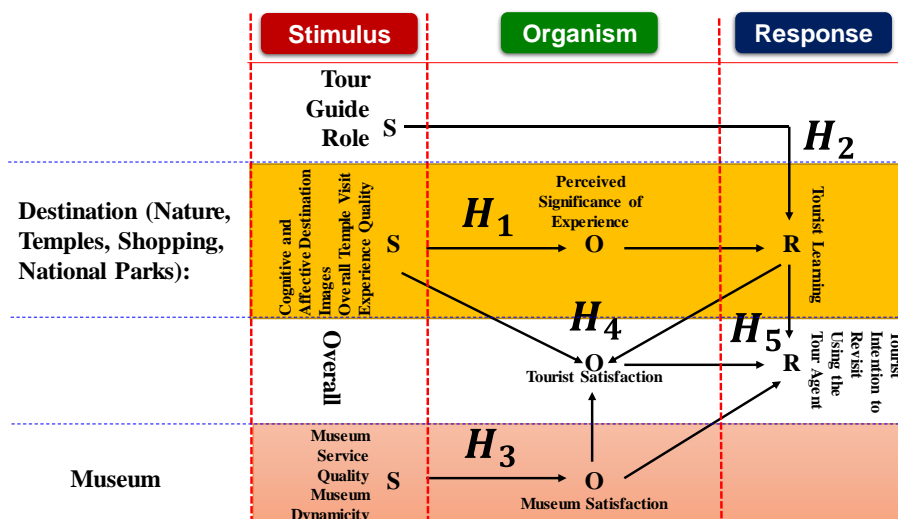 Stimulus
Organism
Response
Tour
Guide
Role
S
H2
Destination (Nature,
Temples, Shopping,
National Parks):
Cognitive and
Affective Destination
Images
Overall Temple Visit
Experience Quality
S
H1
Perceived
Significance of
Experience
O
R
Tourist Learning
Overall
H4
O
Tourist Satisfaction
H5
R
Tourist
Intention to
Revisit
Using the
Tour Agent
Museum
Museum
Service
Quality
Museum
Dynamicity
S
H3
O
Museum Satisfaction